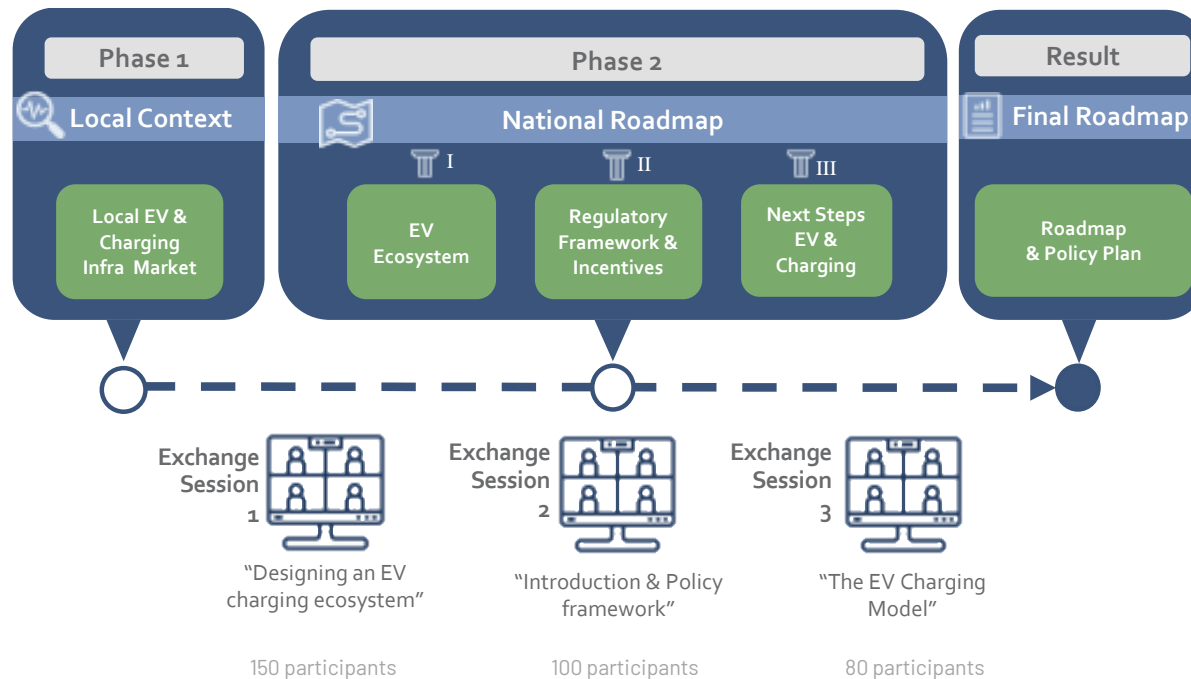 Phase 1
Local Context
Local EV &
Charging
Infra Market
Phase 2
National Roadmap
I
EV
Ecosystem
II
Regulatory
Framework &
Incentives
III
Next Steps
EV &
Charging
Result
Final Roadmap
Roadmap
& Policy Plan
Exchange
Session
1
"Designing an EV
charging ecosystem"
150 participants
Exchange
Session
2
"Introduction & Policy
framework"
100 participants
Exchange
Session
3
"The EV Charging
Model"
80 participants